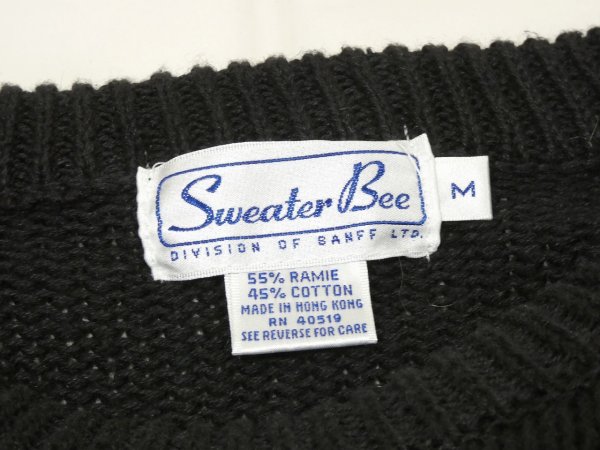 Sweater Bee
M
DIVISION OF BANFF LTD.
55% RAMIE
45% COTTON
MADE IN HONG KONG
RN 40519
SEE REVERSE FOR CARE